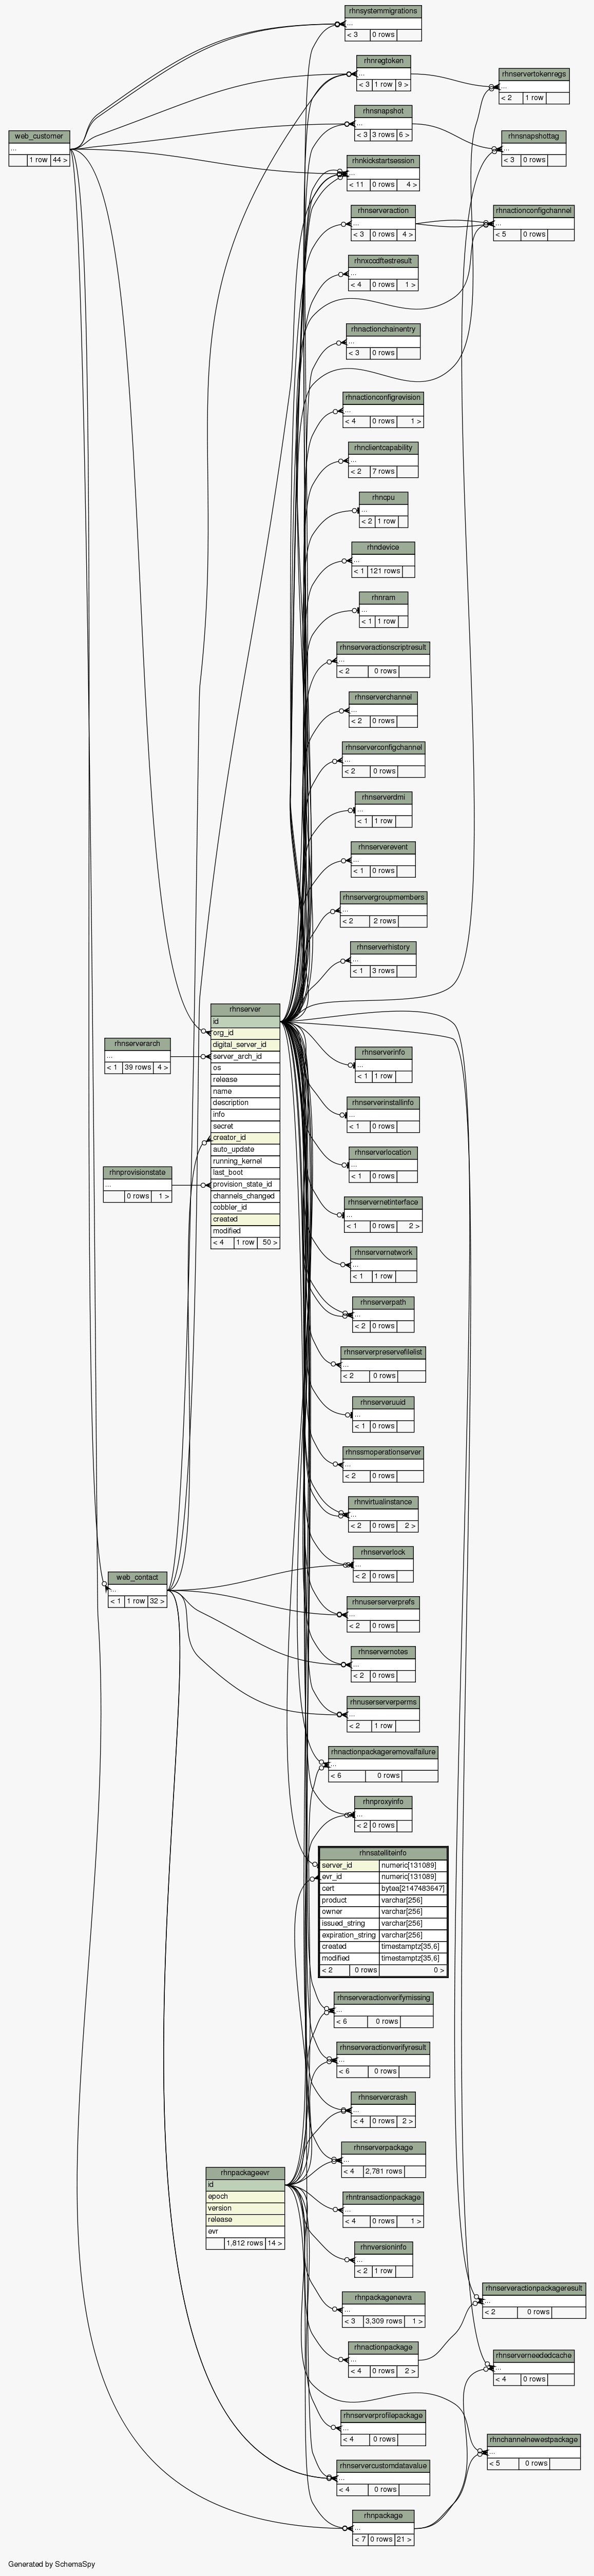 rhnsystemmigrations
...
< 3 0 rows
rhnregtoken
...
< 3 1 row 9 >
rhnservertokenregs
...
< 2 1 row
rhnsnapshot
...
< 3 3 rows 6 >
web_customer
...
1 row 44 >
rhnsnapshottag
...
< 3 0 rows
rhnkickstartsession
...
< 11 0 rows 4 >
rhnserveraction
...
< 3 0 rows 4 >
rhnactionconfigchannel
...
< 5 0 rows
rhnxccdftestresult
...
< 4 0 rows 1 >
rhnactionchainentry
...
< 3 0 rows
rhnactionconfigrevision
...
< 4 0 rows 1 >
rhnclientcapability
...
< 2 7 rows
rhncpu
...
< 2 1 row
rhndevice
...
< 1 121 rows
rhnram
...
< 1 1 row
rhnserveractionscriptresult
...
< 2 0 rows
rhnserverchannel
...
< 2 0 rows
rhnserverconfigchannel
...
< 2 0 rows
rhnserverdmi
...
< 1 1 row
rhnserverevent
...
< 1 0 rows
rhnservergroupmembers
...
< 2 2 rows
rhnserverhistory
...
< 1 3 rows
rhnserver
id
org_id
digital_server_id
server_arch_id
os
release
name
description
info
secret
creator_id
auto_update
running_kernel
last_boot
provision_state_id
channels_changed
cobbler_id
created
modified
< 4 1 row 50 >
rhnserverarch
...
< 1 39 rows 4 >
rhnprovisionstate
...
0 rows 1 >
rhnserverinfo
...
< 1 1 row
rhnserverinstallinfo
...
< 1 0 rows
rhnserverlocation
...
< 1 0 rows
rhnservernetinterface
...
< 1 0 rows 2 >
rhnservernetwork
...
< 1 1 row
rhnserverpath
...
< 2 0 rows
rhnserverpreservefilelist
...
< 2 0 rows
rhnserveruuid
...
< 1 0 rows
rhnssmoperationserver
...
< 2 0 rows
rhnvirtualinstance
...
< 2 0 rows 2 >
rhnserverlock
...
< 2 0 rows
web_contact
...
< 1 1 row 32 >
rhnuserserverprefs
...
< 2 0 rows
rhnservernotes
...
< 2 0 rows
rhnuserserverperms
...
< 2 1 row
rhnactionpackageremovalfailure
...
< 6 0 rows
rhnproxyinfo
...
< 2 0 rows
rhnsatelliteinfo
server_id numeric[131089]
evr_id numeric[131089]
cert bytea[2147483647]
product varchar[256]
owner varchar[256]
issued_string varchar[256]
expiration_string varchar[256]
created timestamptz[35,6]
modified timestamptz[35,6]
< 2 0 rows 0 >
rhnserveractionverifymissing
...
< 6 0 rows
rhnserveractionverifyresult
...
< 6 0 rows
rhnservercrash
...
< 4 0 rows 2 >
rhnserverpackage
...
< 4 2,781 rows
rhnpackageevr
id
epoch
version
release
evr
1,812 rows 14 >
rhntransactionpackage
...
< 4 0 rows 1 >
rhnversioninfo
...
< 2 1 row
rhnpackagenevra
...
< 3 3,309 rows 1 >
rhnserveractionpackageresult
...
< 2 0 rows
rhnactionpackage
...
< 4 0 rows 2 >
rhnserverneededcache
...
< 4 0 rows
rhnserverprofilepackage
...
< 4 0 rows
rhnchannelnewestpackage
...
< 5 0 rows
rhnservercustomdatavalue
...
< 4 0 rows
rhnpackage
...
< 7 0 rows 21 >
Generated by SchemaSpy